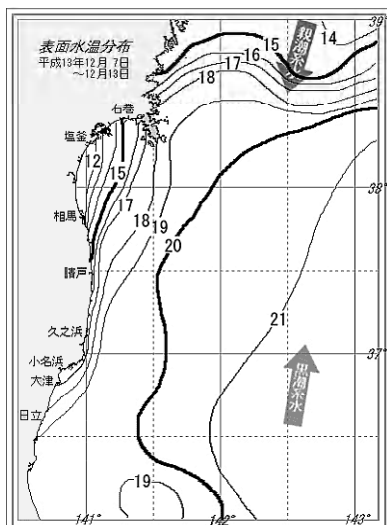 39°
表面水温分布
平成13年12月 7日
~12月13日
親潮系水
14
15
16
17
18
石巻
塩釜
12
15
17
18
19
20
38°
相馬
請戸
21
久之浜
37°
小名浜
大津
黒潮系水
日立
19
141°
142°
143°